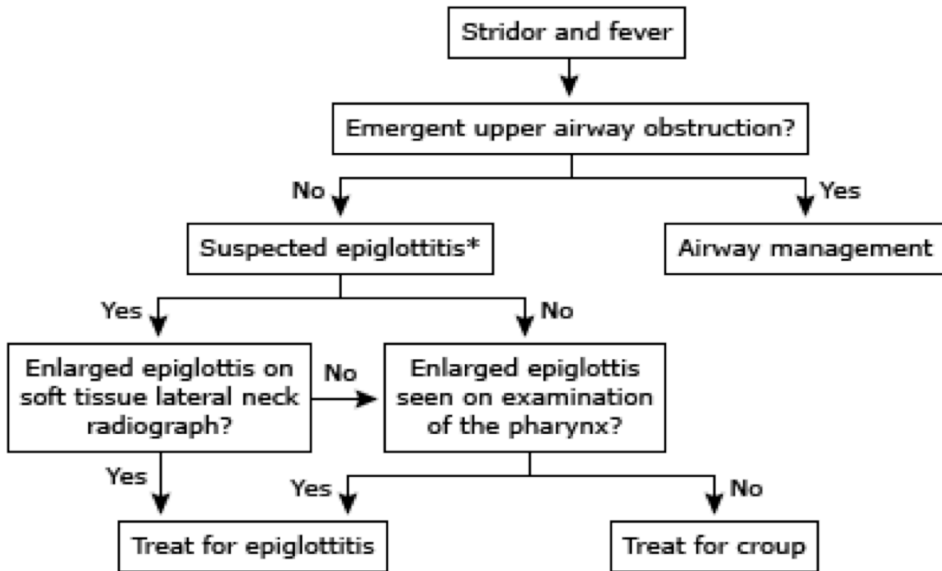 Stridor and fever
Emergent upper airway obstruction?
No
Yes
Suspected epiglottitis*
Airway management
Yes
No
Enlarged epiglottis on
soft tissue lateral neck
radiograph?
No
Enlarged epiglottis
seen on examination
of the pharynx?
Yes
Yes
No
Treat for epiglottitis
Treat for croup